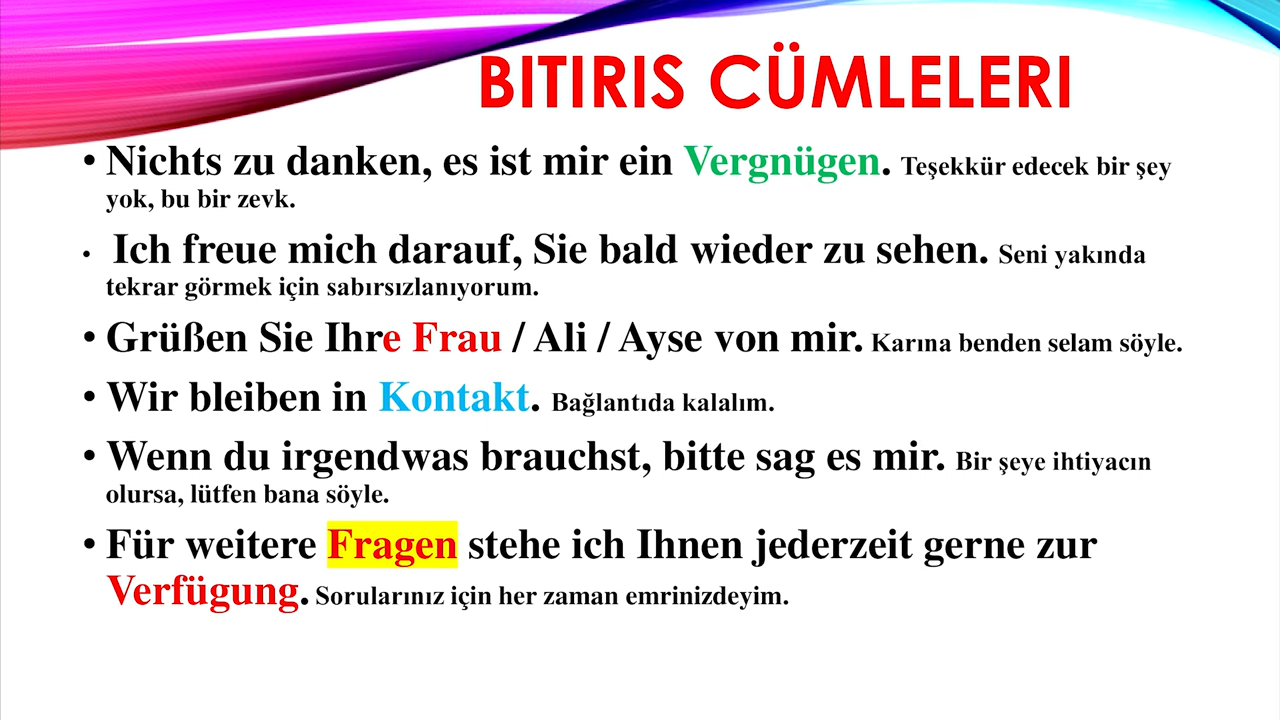 BITIRIS CÜMLELERI
• Nichts zu danken, es ist mir ein Vergnügen. Teşekkür edecek bir şey
yok, bu bir zevk.
• Ich freue mich darauf, Sie bald wieder zu sehen. Seni yakında
tekrar görmek için sabırsızlanıyorum.
• Grüßen Sie Ihre Frau / Ali / Ayse von mir. Karına benden selam söyle.
• Wir bleiben in Kontakt. Bağlantıda kalalım.
• Wenn du irgendwas brauchst, bitte sag es mir. Bir şeye ihtiyacın
olursa, lütfen bana söyle.
• Für weitere Fragen stehe ich Ihnen jederzeit gerne zur
Verfügung. Sorularınız için her zaman emrinizdeyim.